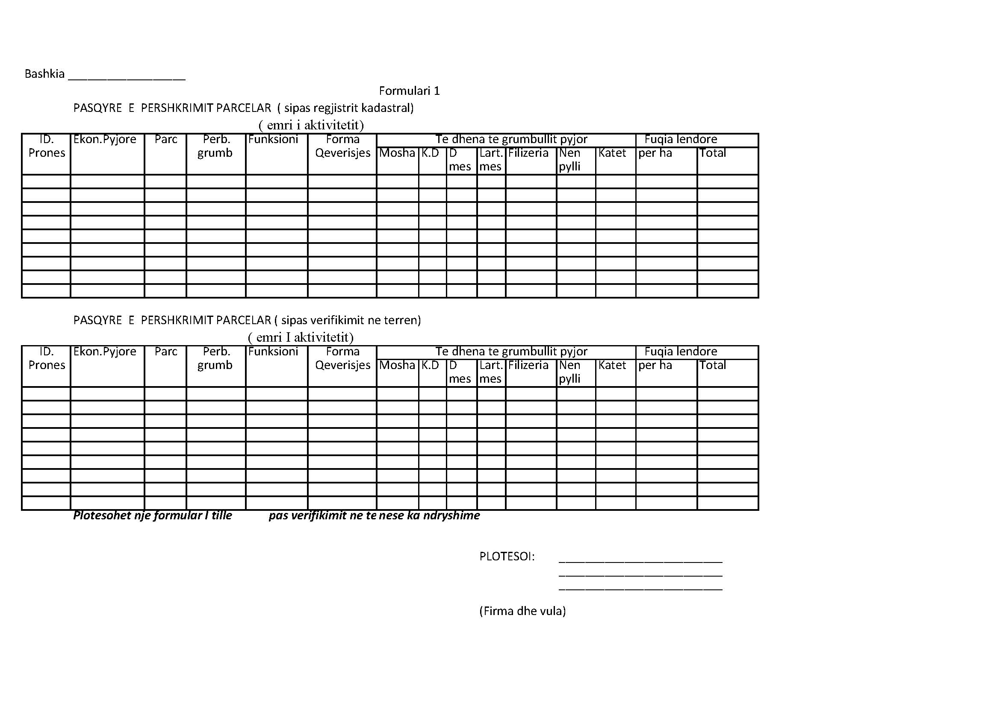 Bashkia __________________
Formulari 1
PASQYRE E PERSHKRIMIT PARCELAR ( sipas regjistrit kadastral)
( emri i aktivitetit)
ID. Ekon.Pyjore Parc Perb. Funksioni Forma Te dhena te grumbullit pyjor Fuqia lendore
Prones grumb Qeverisjes Mosha K.D D Lart. Filizeria Nen Katet per ha Total
mes mes pylli
PASQYRE E PERSHKRIMIT PARCELAR ( sipas verifikimit ne terren)
( emri I aktivitetit)
ID. Ekon.Pyjore Parc Perb. Funksioni Forma Te dhena te grumbullit pyjor Fuqia lendore
Prones grumb Qeverisjes Mosha K.D D Lart. Filizeria Nen Katet per ha Total
mes mes pylli
Plotesohet nje formular I tille pas verifikimit ne te nese ka ndryshime
PLOTESOI: _________________________
_________________________
_________________________
(Firma dhe vula)